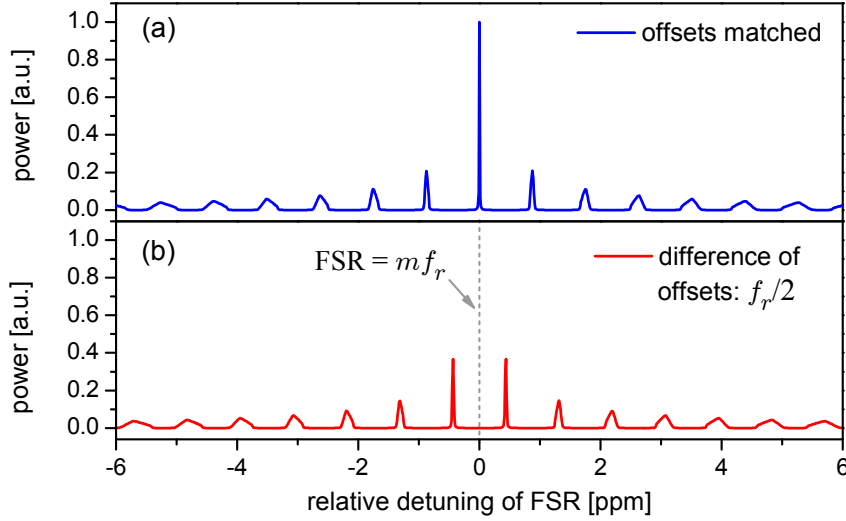 (a)
offsets matched
power [a.u.]
1.0
0.8
0.6
0.4
0.2
0.0
(b)
FSR = mf_r
difference of
offsets: f_r/2
power [a.u.]
1.0
0.8
0.6
0.4
0.2
0.0
-6 -4 -2 0 2 4 6
relative detuning of FSR [ppm]